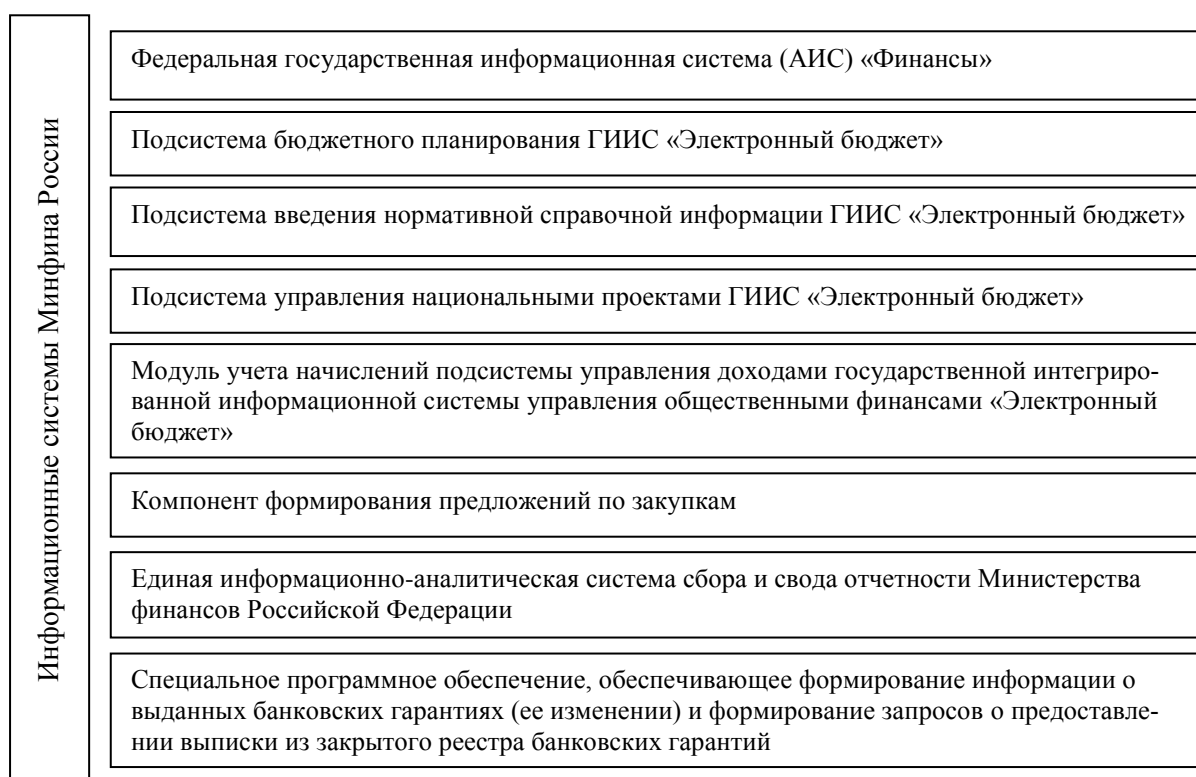 Информационные системы Минфина России
Федеральная государственная информационная система (АИС) «Финансы»
Подсистема бюджетного планирования ГИИС «Электронный бюджет»
Подсистема введения нормативной справочной информации ГИИС «Электронный бюджет»
Подсистема управления национальными проектами ГИИС «Электронный бюджет»
Модуль учета начислений подсистемы управления доходами государственной интегриро-
ванной информационной системы управления общественными финансами «Электронный
бюджет»
Компонент формирования предложений по закупкам
Единая информационно-аналитическая система сбора и свода отчетности Министерства
финансов Российской Федерации
Специальное программное обеспечение, обеспечивающее формирование информации о
выданных банковских гарантиях (ее изменении) и формирование запросов о предоставле-
нии выписки из закрытого реестра банковских гарантий